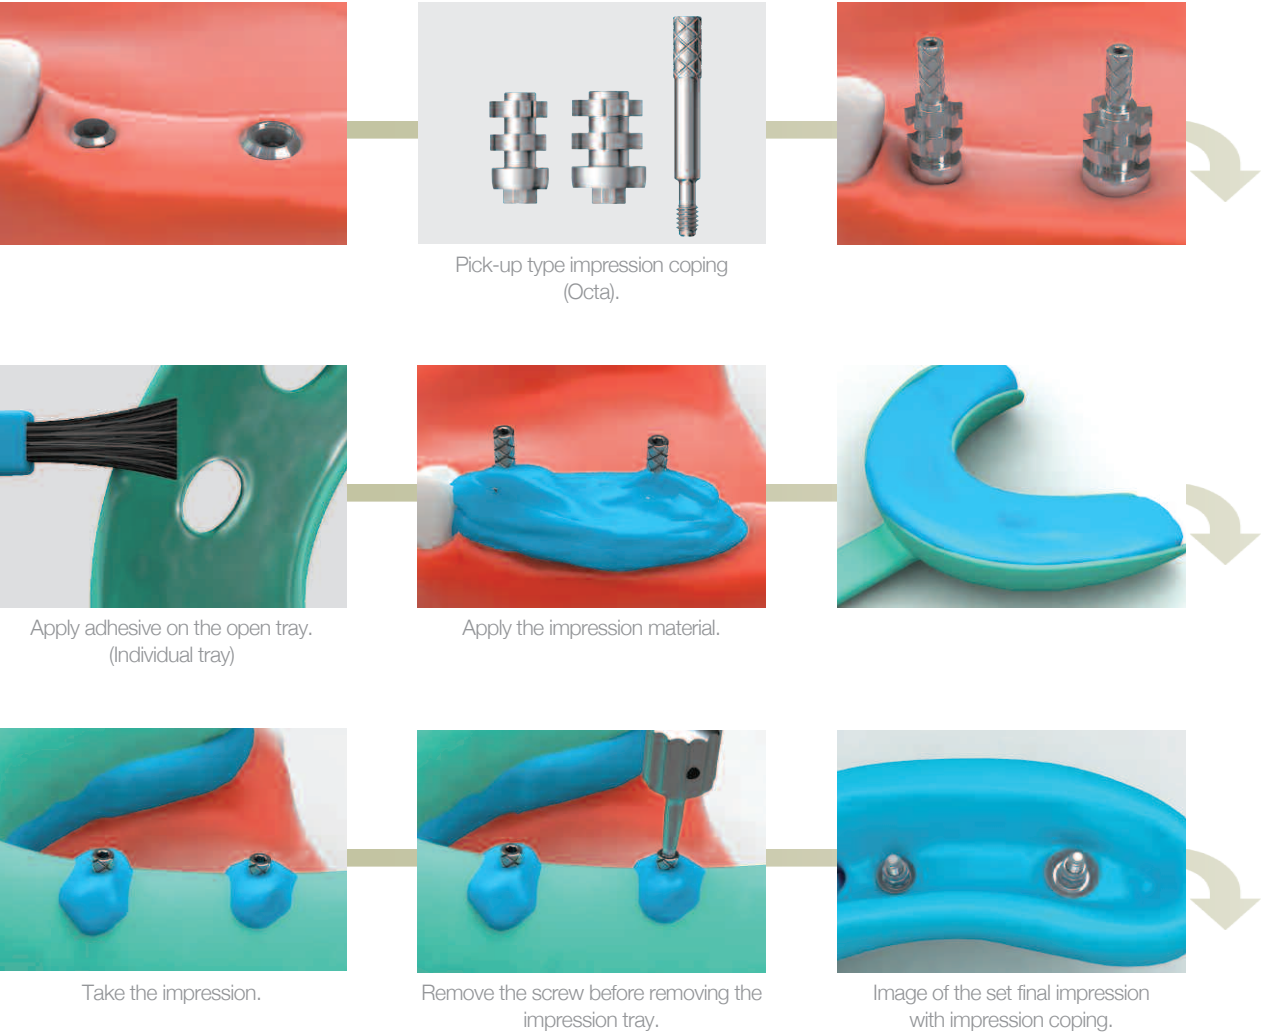 Pick-up type impression coping
(Octa).
Apply adhesive on the open tray.
(Individual tray)
Apply the impression material.
Take the impression.
Remove the screw before removing the
impression tray.
Image of the set final impression
with impression coping.